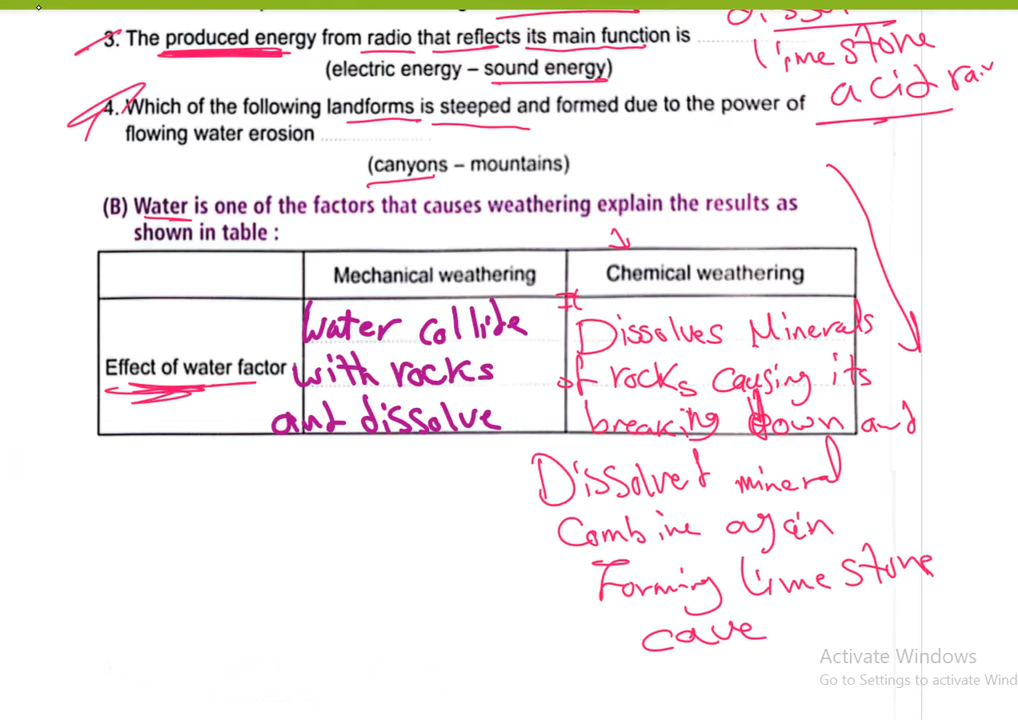 3. The produced energy from radio that reflects its main function is ..........
(electric energy – sound energy)
lime stone
acid
4. Which of the following landforms is steeped and formed due to the power of
flowing water erosion ..........
(canyons – mountains)
(B) Water is one of the factors that causes weathering explain the results as
shown in table :
Mechanical weathering
Chemical weathering
Effect of water factor
water collide
with rocks
and dissolve
It
Dissolves Minerals
of rocks causing its
breaking down and
Dissolved mineral
Combine again
Forming lime stone
cave
Activate Windows
Go to Settings to activate Wind